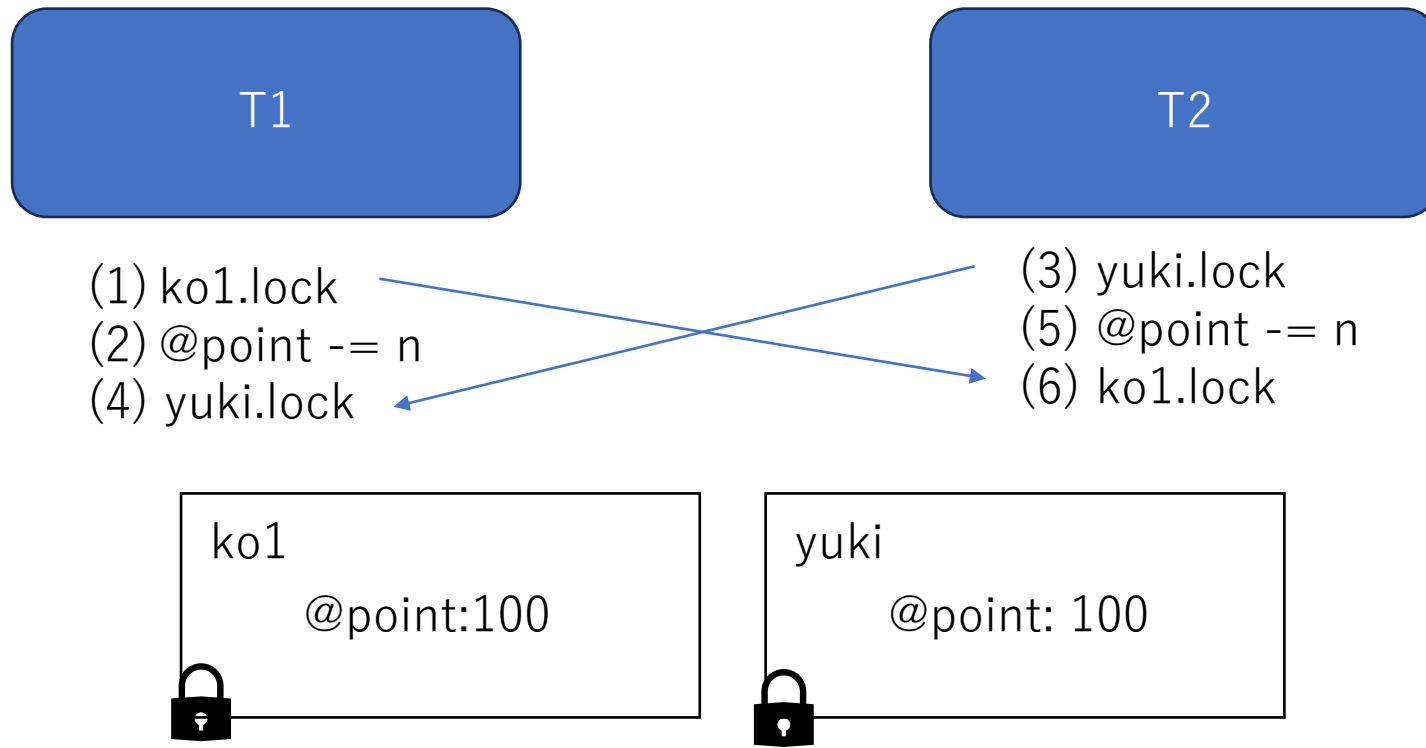 T1
T2
(1) ko1.lock
(2) @point -= n
(4) yuki.lock
(3) yuki.lock
(5) @point -= n
(6) ko1.lock
ko1
@point:100
yuki
@point: 100